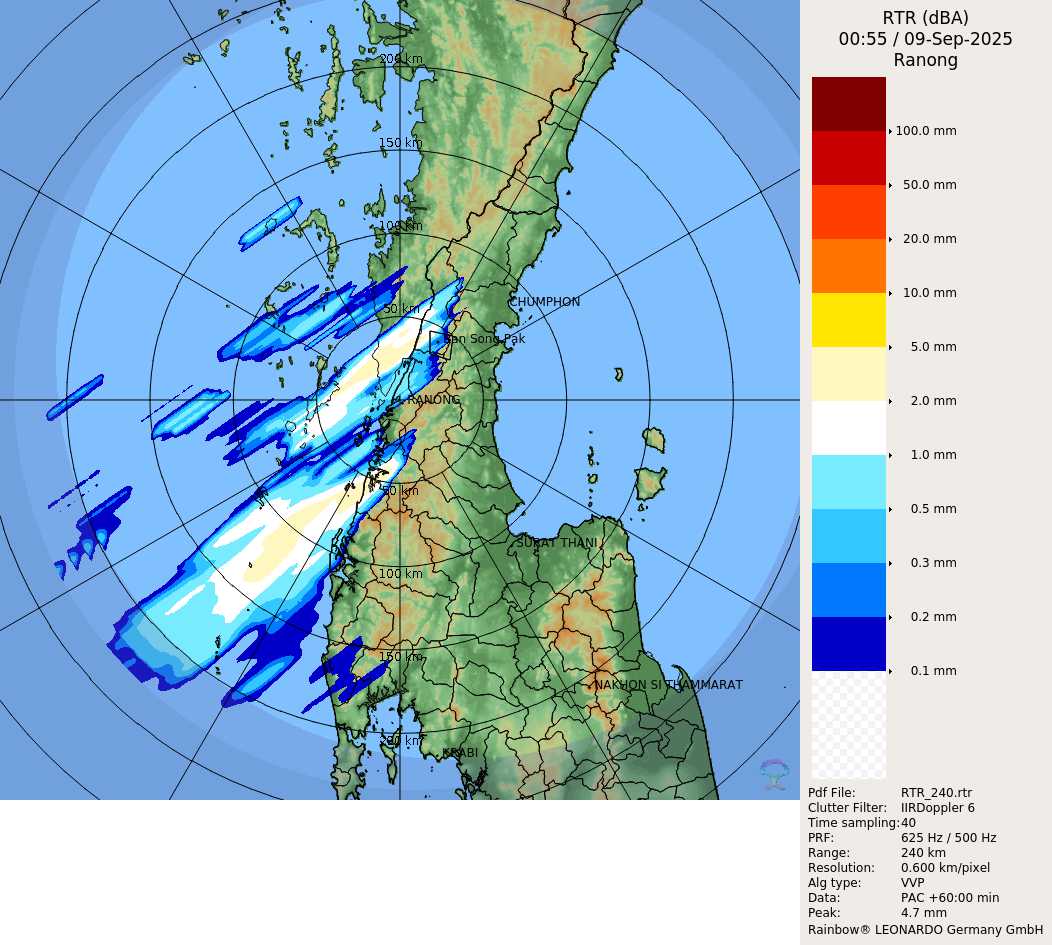 200 km
150 km
100 km
CHUMPHON
50 km
Ban Song Pak
RANONG
50 km
SURAT THANI
100 km
150 km
NAKHON SI THAMMARAT
200 km
KRABI
RTR (dBA)
00:55 / 09-Sep-2025
Ranong
100.0 mm
50.0 mm
20.0 mm
10.0 mm
5.0 mm
2.0 mm
1.0 mm
0.5 mm
0.3 mm
0.2 mm
0.1 mm
Pdf File: RTR_240.rtr
Clutter Filter: IIRDoppler 6
Time sampling: 40
PRF: 625 Hz / 500 Hz
Range: 240 km
Resolution: 0.600 km/pixel
Alg type: VVP
Data: PAC +60:00 min
Peak: 4.7 mm
Rainbow® LEONARDO Germany GmbH